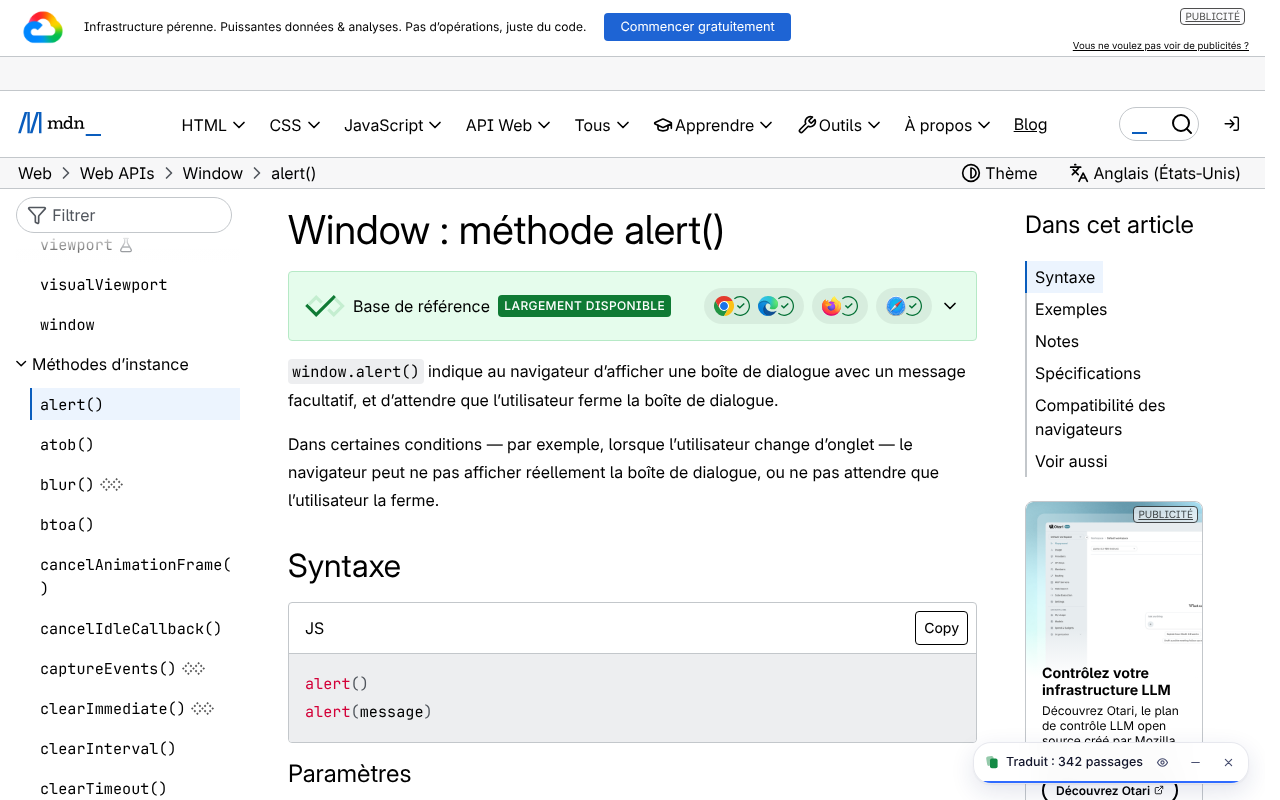 Infrastructure pérenne. Puissantes données & analyses. Pas d’opérations, juste du code.
Commencer gratuitement
PUBLICITÉ
Vous ne voulez pas voir de publicités ?
mdn_
HTML
CSS
JavaScript
API Web
Tous
Apprendre
Outils
À propos
Blog
Web > Web APIs > Window > alert()
Thème
Anglais (États-Unis)
Filtrer
viewport
visualViewport
window
Méthodes d’instance
alert()
atob()
blur()
btoa()
cancelAnimationFrame(
)
cancelIdleCallback()
captureEvents()
clearImmediate()
clearInterval()
clearTimeout()
Window : méthode alert()
Base de référence LARGEMENT DISPONIBLE
window.alert() indique au navigateur d’afficher une boîte de dialogue avec un message
facultatif, et d’attendre que l’utilisateur ferme la boîte de dialogue.
Dans certaines conditions — par exemple, lorsque l’utilisateur change d’onglet — le
navigateur peut ne pas afficher réellement la boîte de dialogue, ou ne pas attendre que
l’utilisateur la ferme.
Syntaxe
JS
Copy
alert()
alert(message)
Paramètres
Dans cet article
Syntaxe
Exemples
Notes
Spécifications
Compatibilité des
navigateurs
Voir aussi
PUBLICITÉ
Contrôlez votre
infrastructure LLM
Découvrez Otari, le plan
de contrôle LLM open
source créé par Mozilla
Traduit : 342 passages
Découvrez Otari